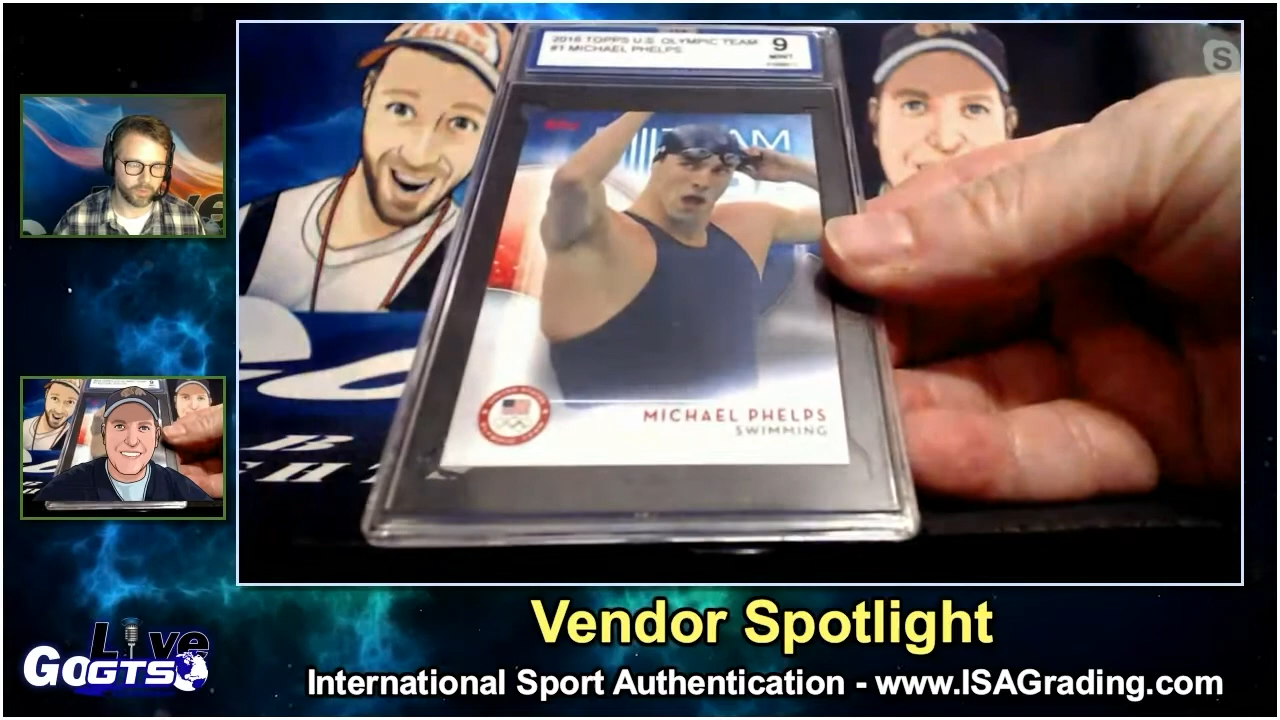 2016 TOPPS U.S. OLYMPIC TEAM
#1 MICHAEL PHELPS
9
MINT
S
TEAM
MICHAEL PHELPS
SWIMMING
Live
GOGTS
Vendor Spotlight
International Sport Authentication - www.ISAGrading.com